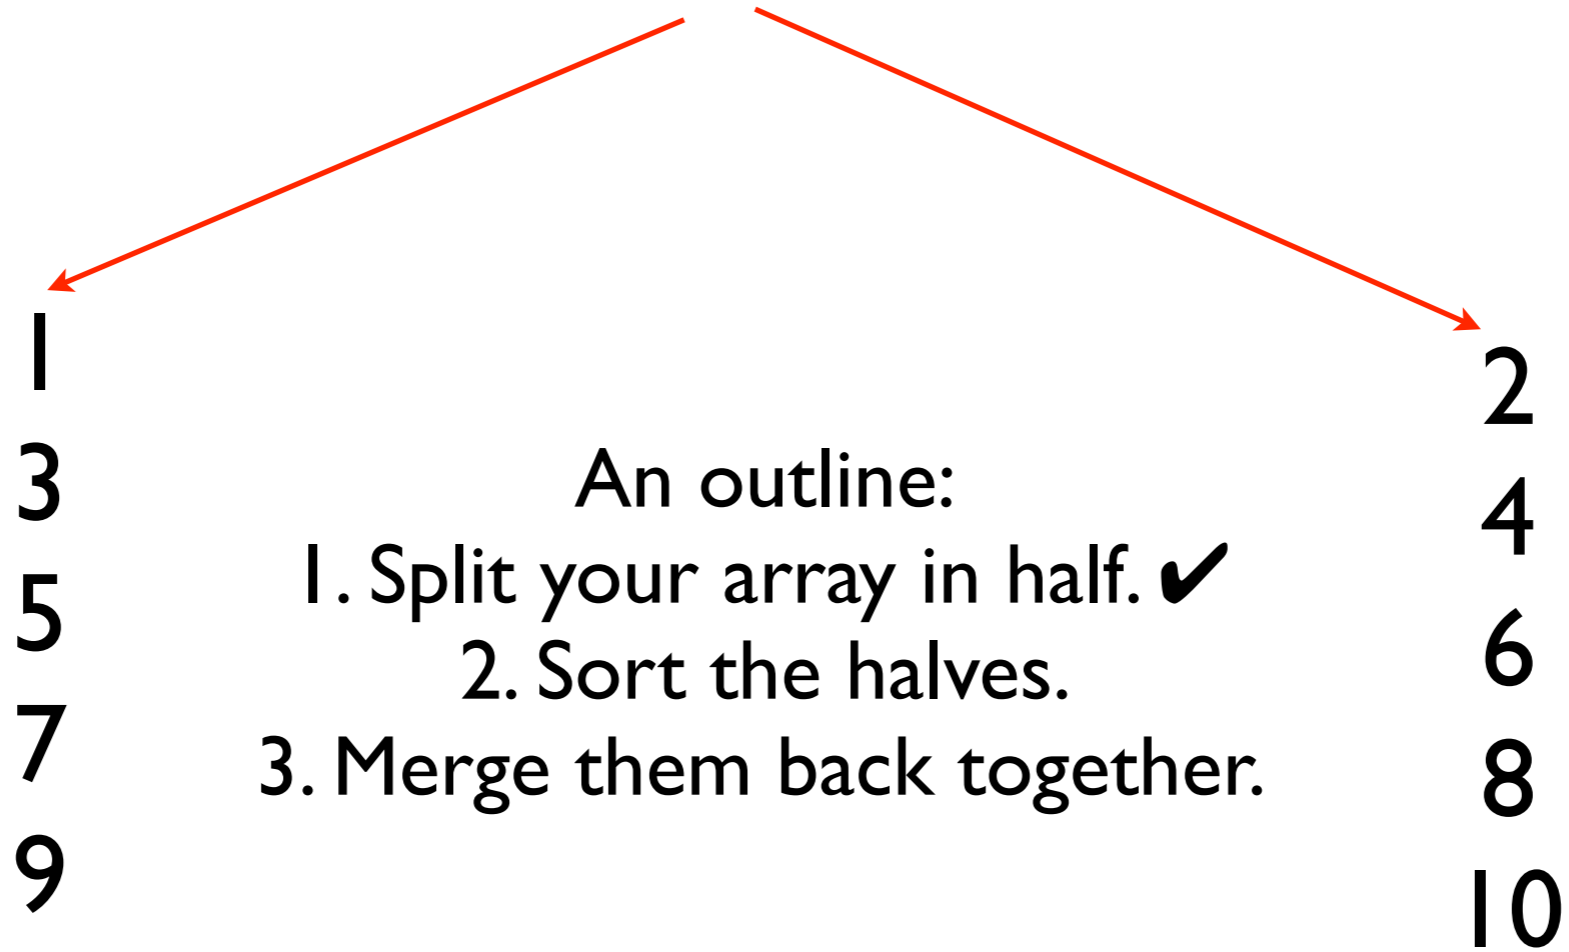 1
3
5
7
9
An outline:
1. Split your array in half. ✔
2. Sort the halves.
3. Merge them back together.
2
4
6
8
10